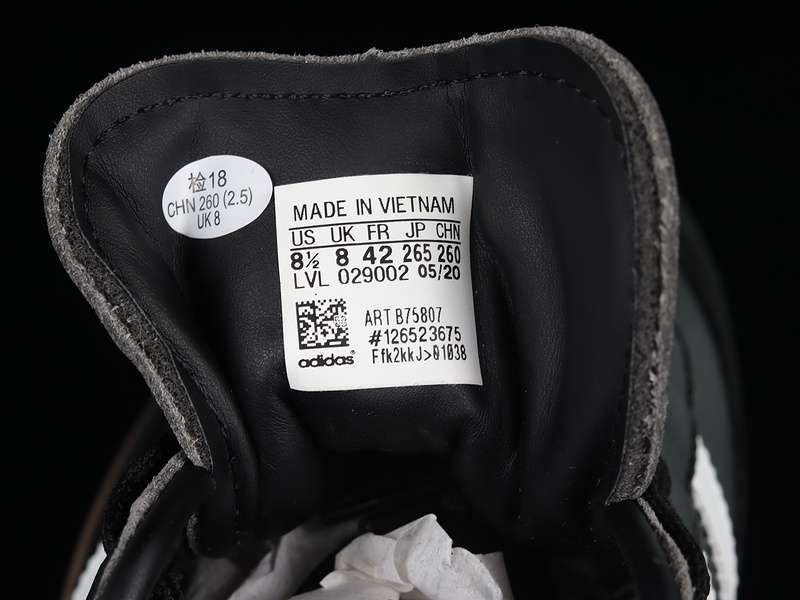 检18
CHN 260 (2.5)
UK 8
MADE IN VIETNAM
US UK FR JP CHN
8½ 8 42 265 260
LVL 029002 05/20
ART B75807
#126523675
Ffk2kkJ>01038
adidas